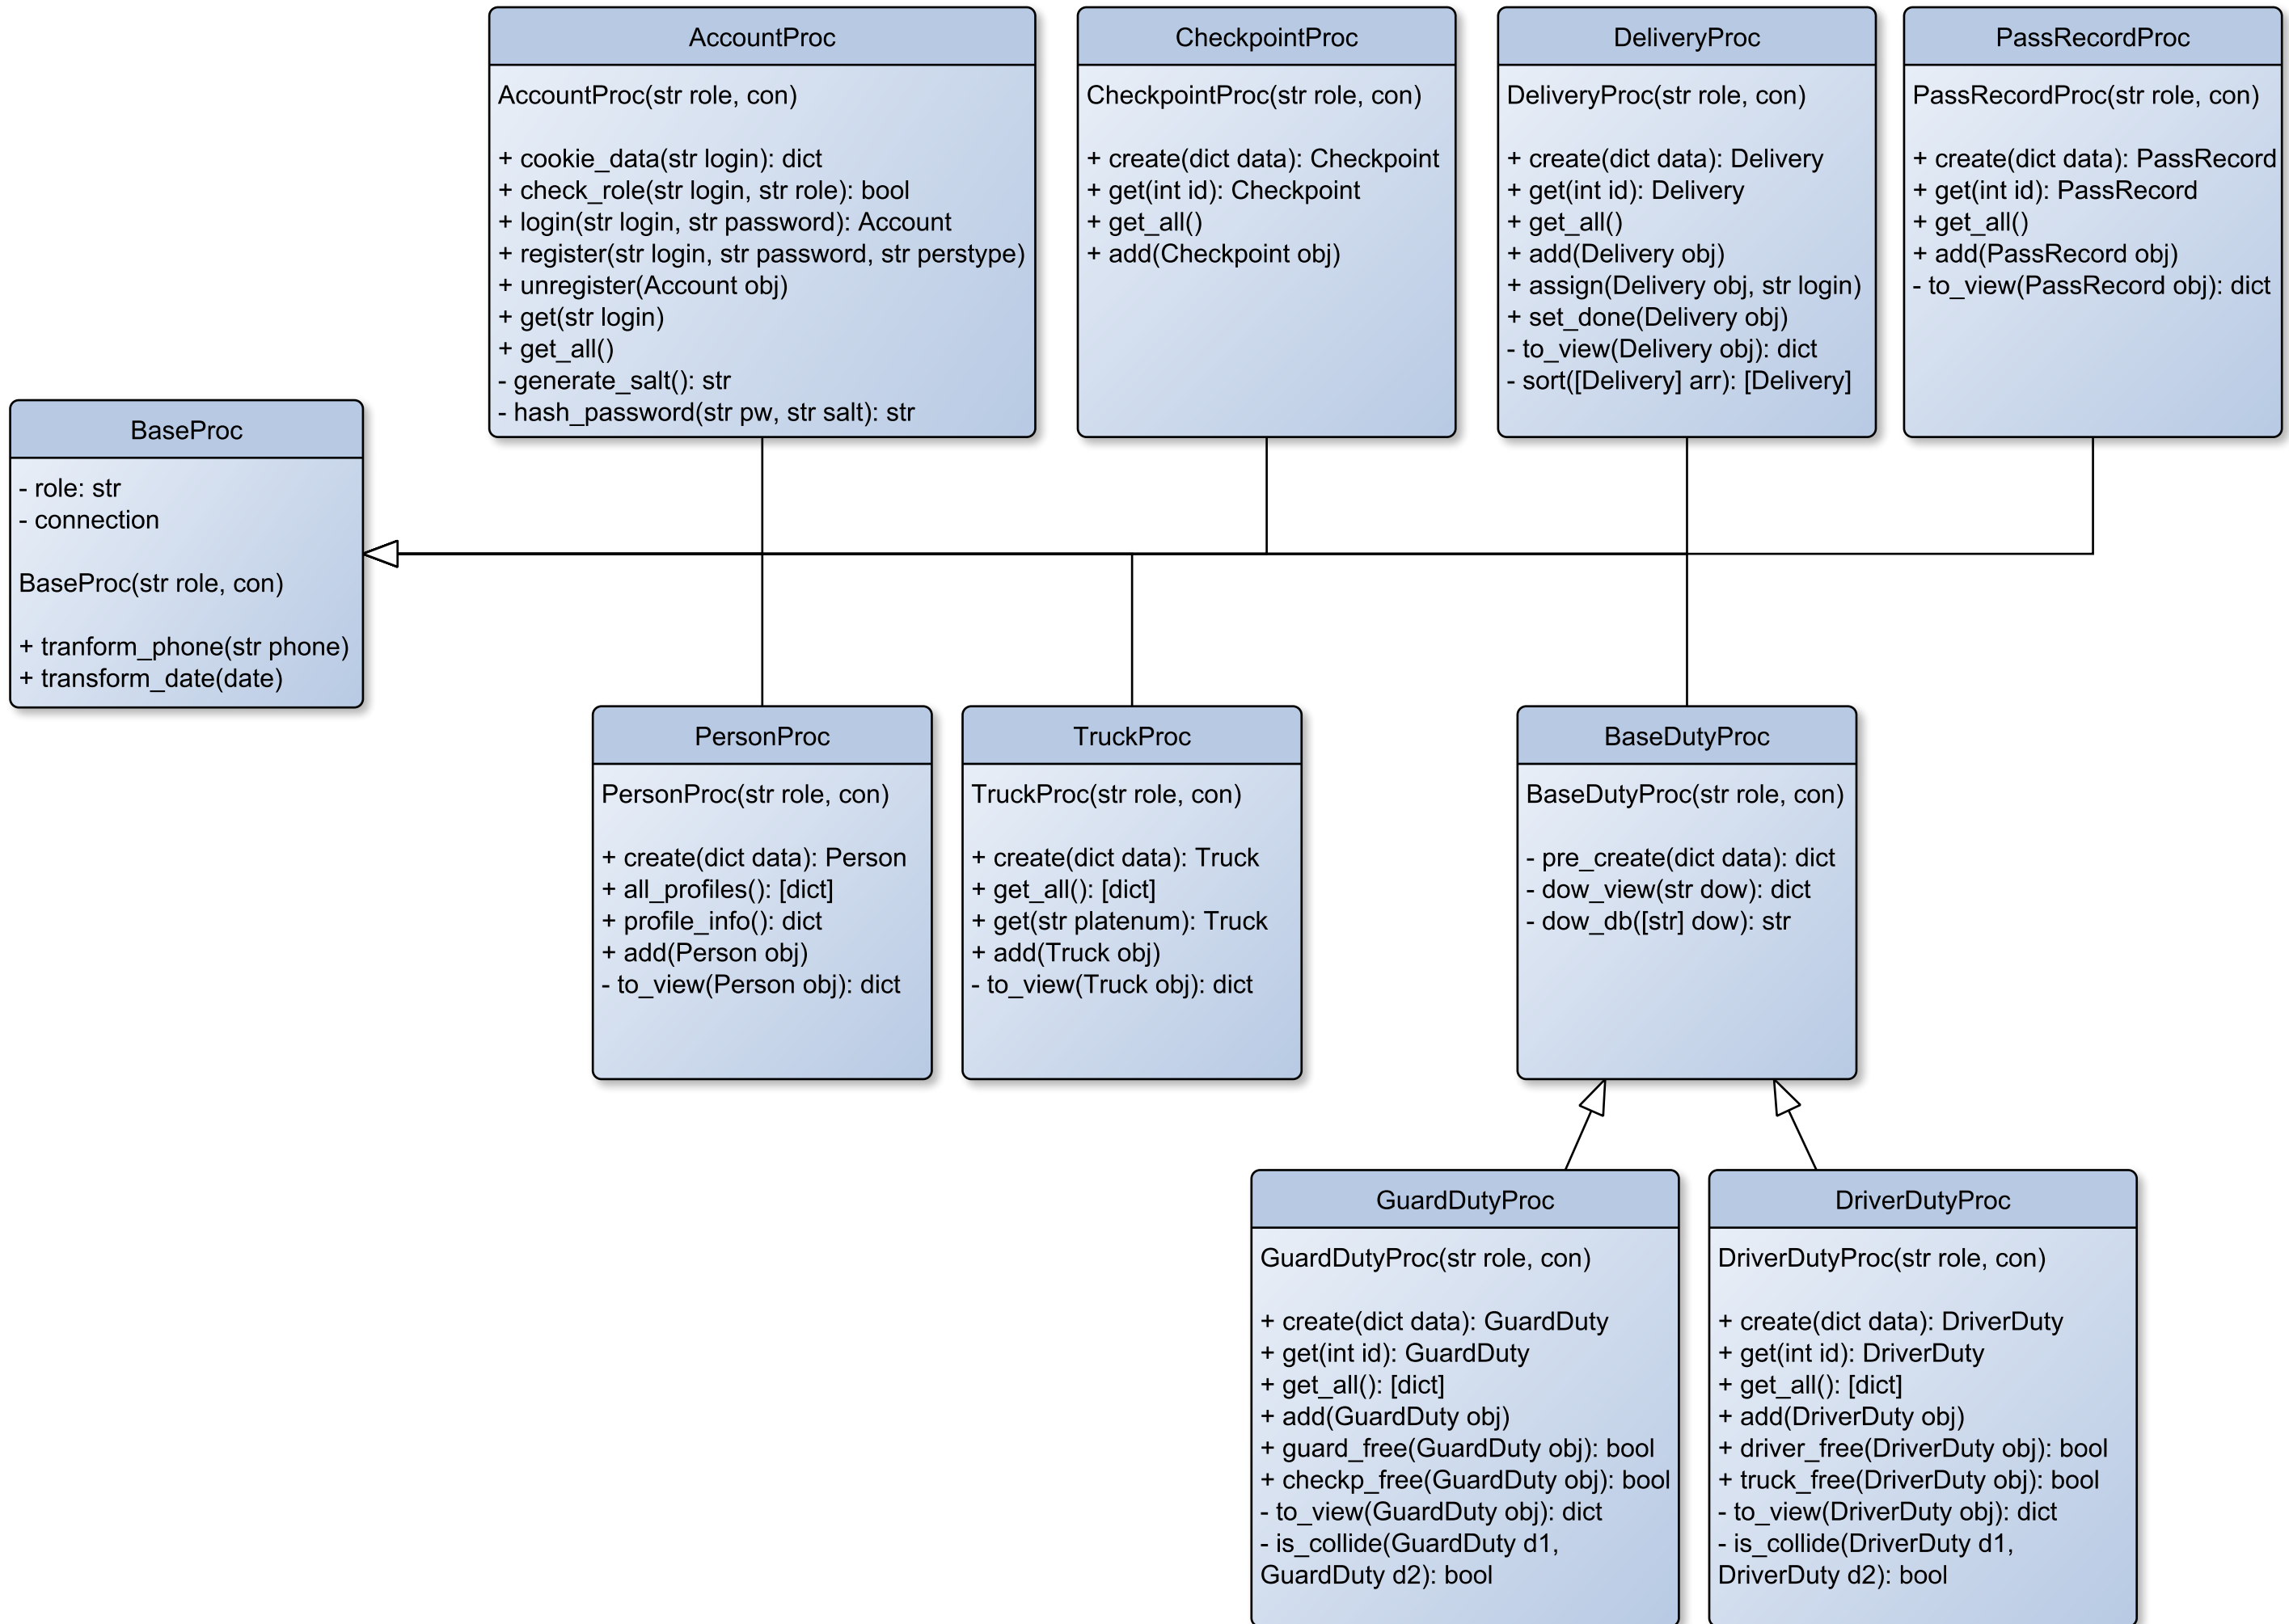 AccountProc
AccountProc(str role, con)
+ cookie_data(str login): dict
+ check_role(str login, str role): bool
+ login(str login, str password): Account
+ register(str login, str password, str perstype)
+ unregister(Account obj)
+ get(str login)
+ get_all()
- generate_salt(): str
- hash_password(str pw, str salt): str
CheckpointProc
CheckpointProc(str role, con)
+ create(dict data): Checkpoint
+ get(int id): Checkpoint
+ get_all()
+ add(Checkpoint obj)
DeliveryProc
DeliveryProc(str role, con)
+ create(dict data): Delivery
+ get(int id): Delivery
+ get_all()
+ add(Delivery obj)
+ assign(Delivery obj, str login)
+ set_done(Delivery obj)
- to_view(Delivery obj): dict
- sort([Delivery] arr): [Delivery]
PassRecordProc
PassRecordProc(str role, con)
+ create(dict data): PassRecord
+ get(int id): PassRecord
+ get_all()
+ add(PassRecord obj)
- to_view(PassRecord obj): dict
BaseProc
- role: str
- connection
BaseProc(str role, con)
+ tranform_phone(str phone)
+ transform_date(date)
PersonProc
PersonProc(str role, con)
+ create(dict data): Person
+ all_profiles(): [dict]
+ profile_info(): dict
+ add(Person obj)
- to_view(Person obj): dict
TruckProc
TruckProc(str role, con)
+ create(dict data): Truck
+ get_all(): [dict]
+ get(str platenum): Truck
+ add(Truck obj)
- to_view(Truck obj): dict
BaseDutyProc
BaseDutyProc(str role, con)
- pre_create(dict data): dict
- dow_view(str dow): dict
- dow_db([str] dow): str
GuardDutyProc
GuardDutyProc(str role, con)
+ create(dict data): GuardDuty
+ get(int id): GuardDuty
+ get_all(): [dict]
+ add(GuardDuty obj)
+ guard_free(GuardDuty obj): bool
+ checkp_free(GuardDuty obj): bool
- to_view(GuardDuty obj): dict
- is_collide(GuardDuty d1,
GuardDuty d2): bool
DriverDutyProc
DriverDutyProc(str role, con)
+ create(dict data): DriverDuty
+ get(int id): DriverDuty
+ get_all(): [dict]
+ add(DriverDuty obj)
+ driver_free(DriverDuty obj): bool
+ truck_free(DriverDuty obj): bool
- to_view(DriverDuty obj): dict
- is_collide(DriverDuty d1,
DriverDuty d2): bool